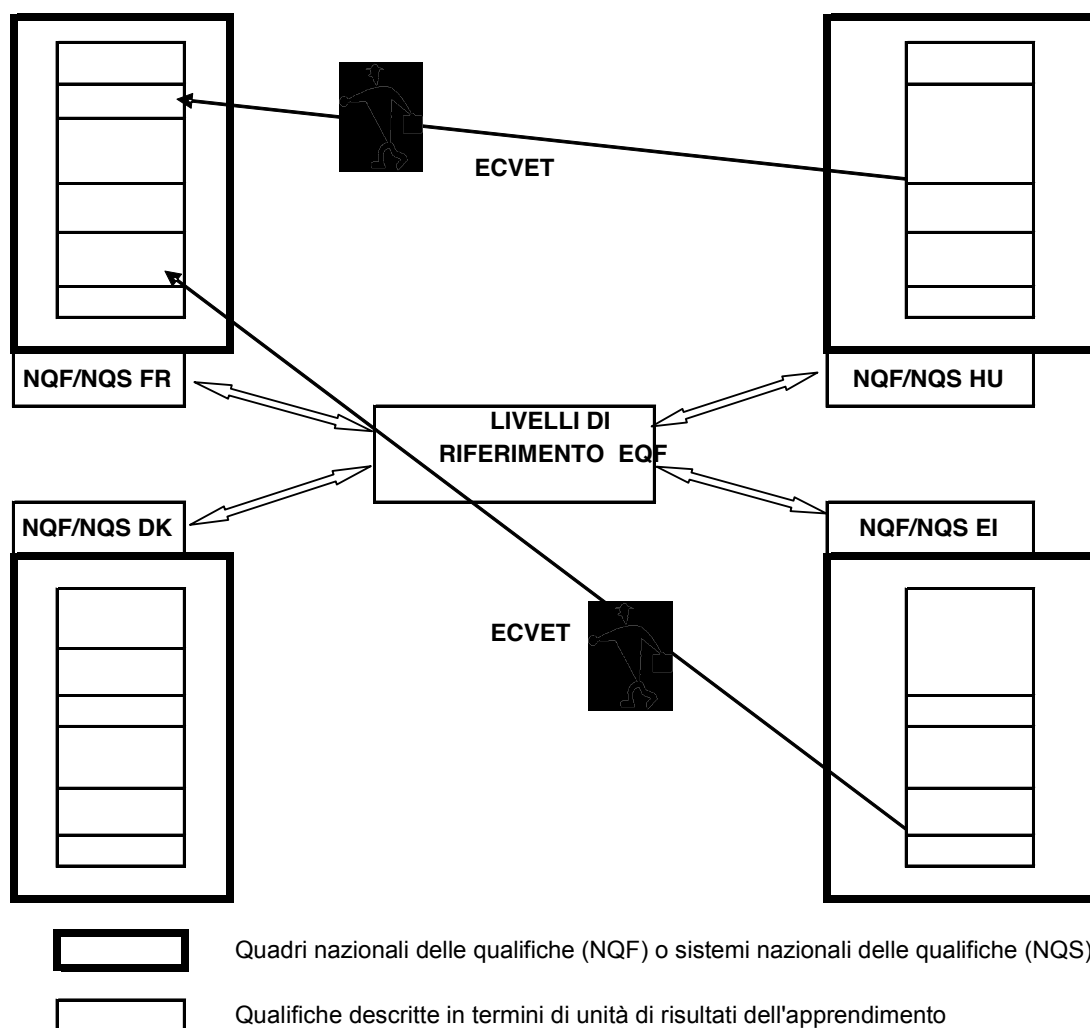 ECVET
NQF/NQS FR
NQF/NQS HU
LIVELLI DI
RIFERIMENTO EQF
NQF/NQS DK
NQF/NQS EI
ECVET
Quadri nazionali delle qualifiche (NQF) o sistemi nazionali delle qualifiche (NQS)
Qualifiche descritte in termini di unità di risultati dell'apprendimento